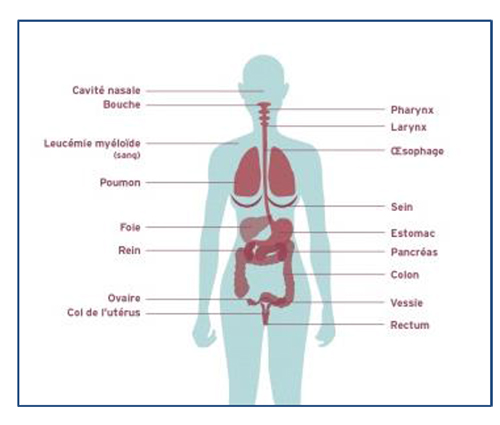 Cavité nasale
Bouche
Leucémie myéloïde
(sang)
Poumon
Foie
Rein
Ovaire
Col de l'utérus
Pharynx
Larynx
Œsophage
Sein
Estomac
Pancréas
Colon
Vessie
Rectum